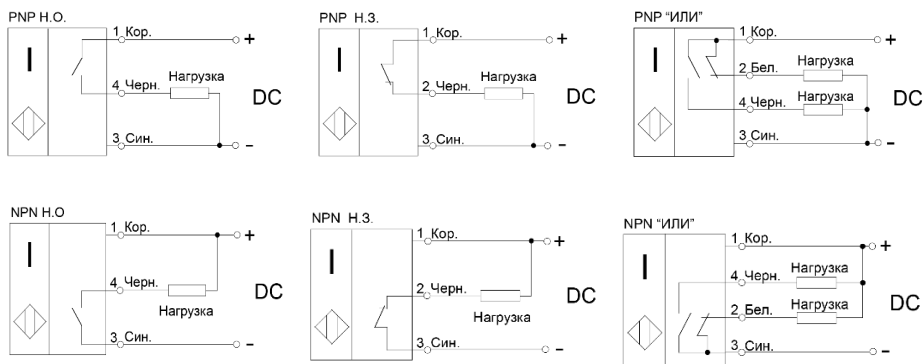 PNP Н.О.
1 Кор.
+
4 Черн.
Нагрузка
DC
3 Син.
-
PNP Н.З.
1 Кор.
+
2 Черн.
Нагрузка
DC
3 Син.
-
PNP “ИЛИ”
1 Кор.
+
2 Бел.
Нагрузка
4 Черн.
Нагрузка
DC
3 Син.
-
NPN Н.О
1 Кор.
+
4 Черн.
Нагрузка
DC
3 Син.
-
NPN Н.З.
1 Кор.
+
2 Черн.
Нагрузка
DC
3 Син.
-
NPN “ИЛИ”
1 Кор.
+
4 Черн.
Нагрузка
2 Бел.
Нагрузка
DC
3 Син.
-